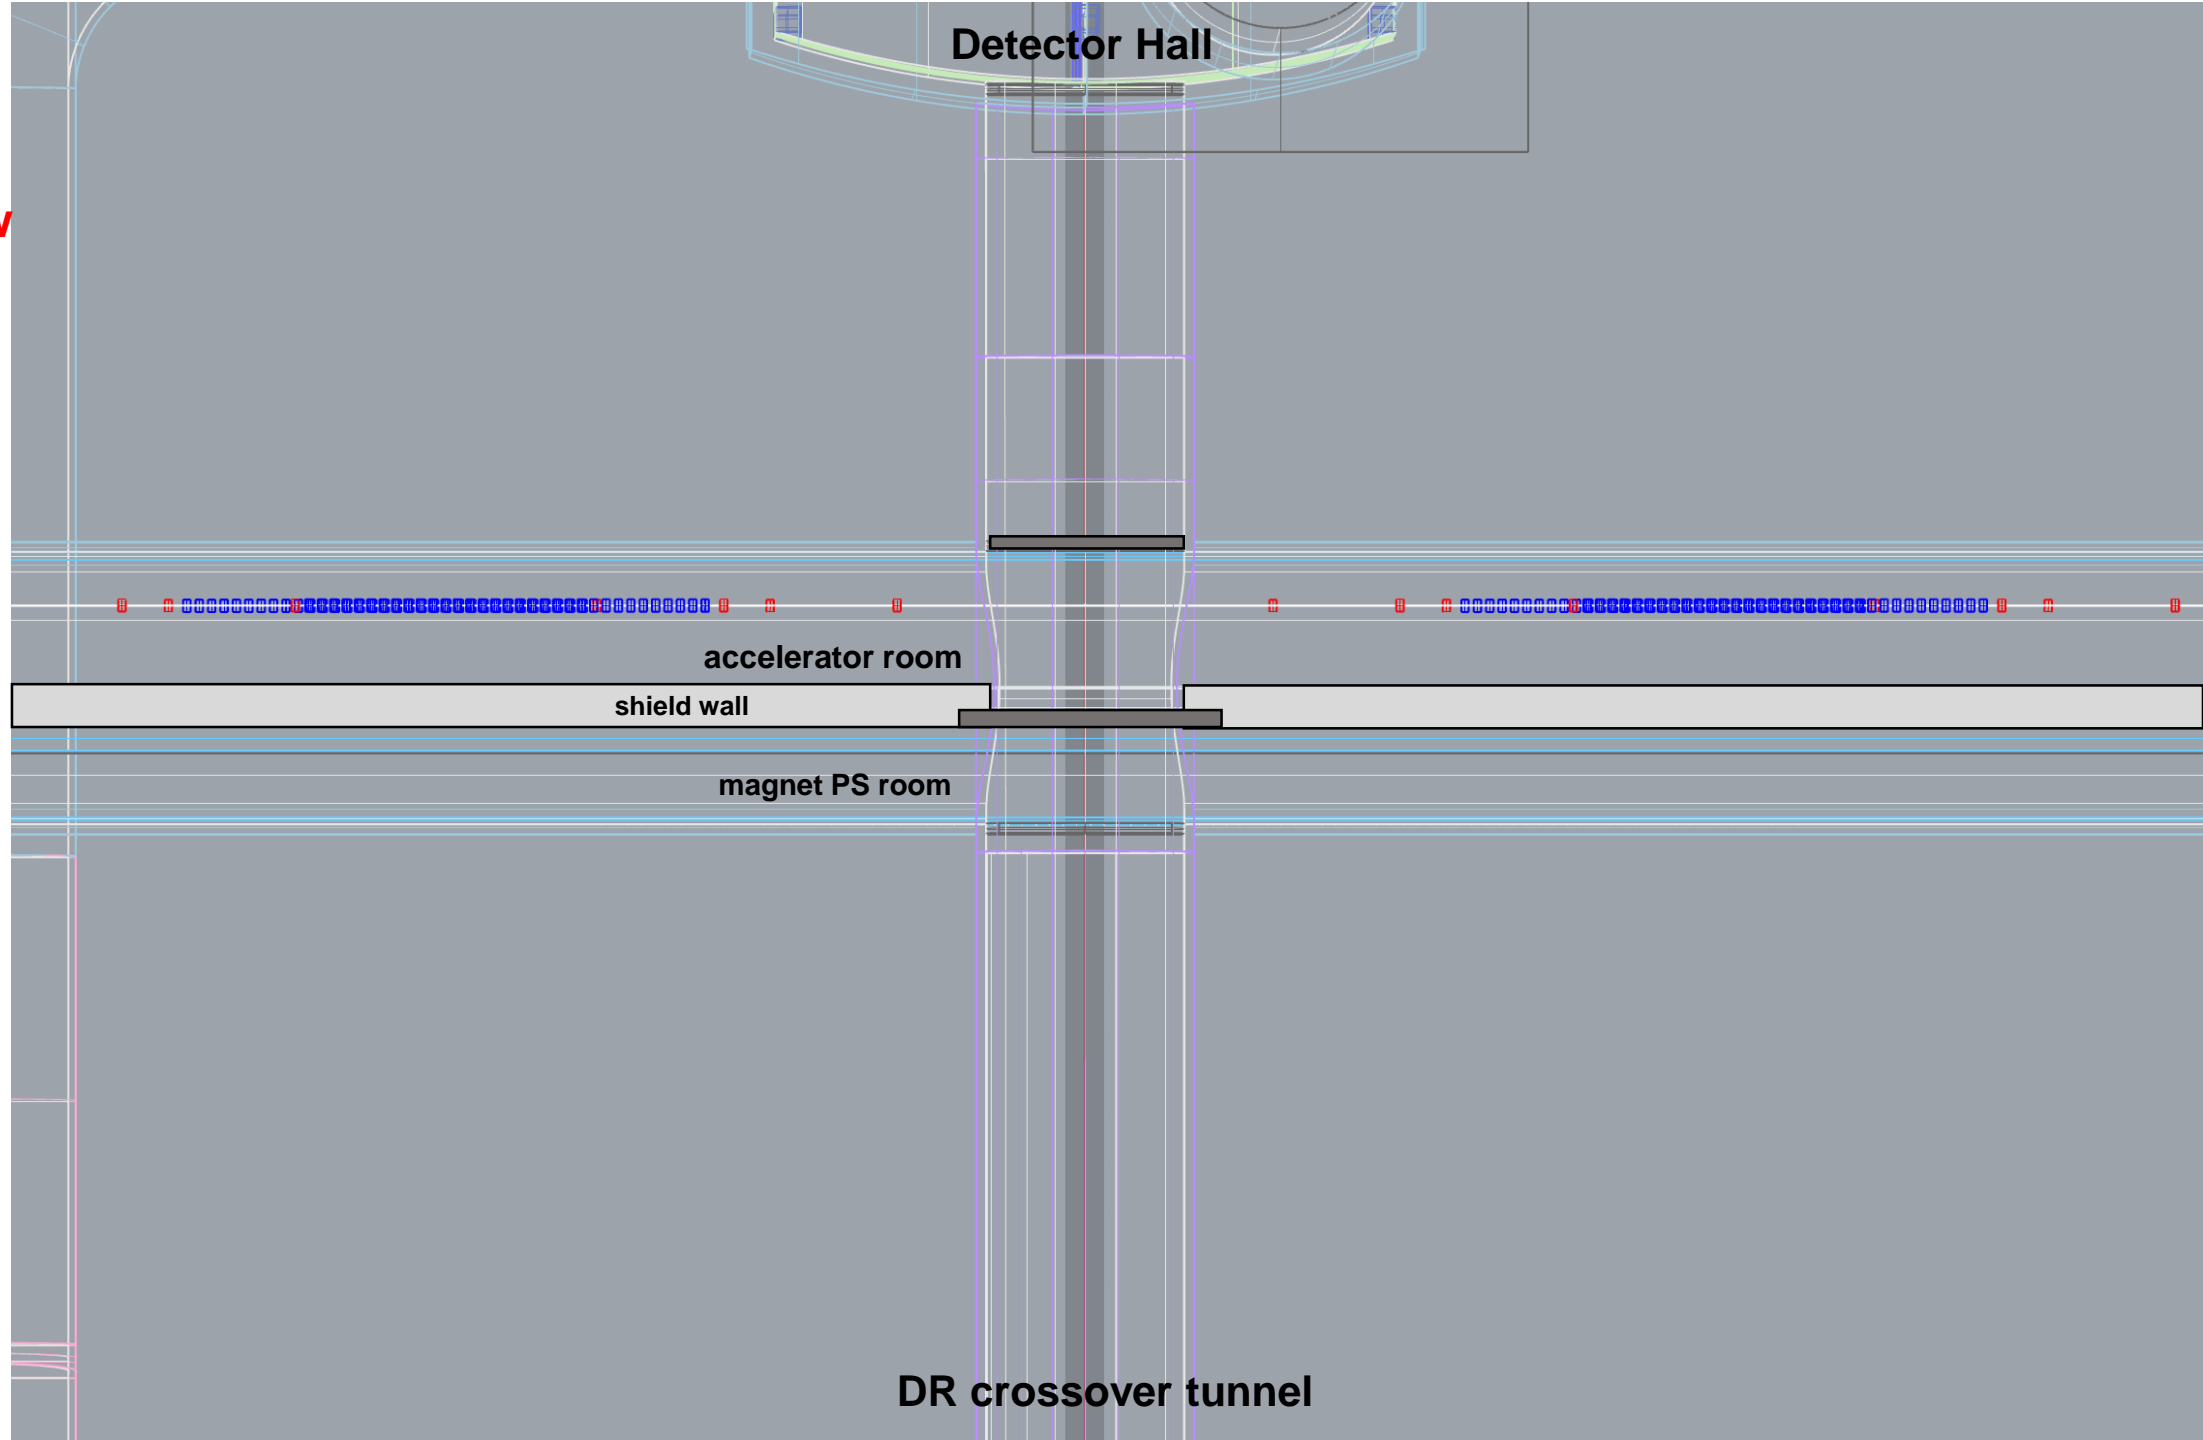 Detector Hall
w
accelerator room
shield wall
magnet PS room
DR crossover tunnel